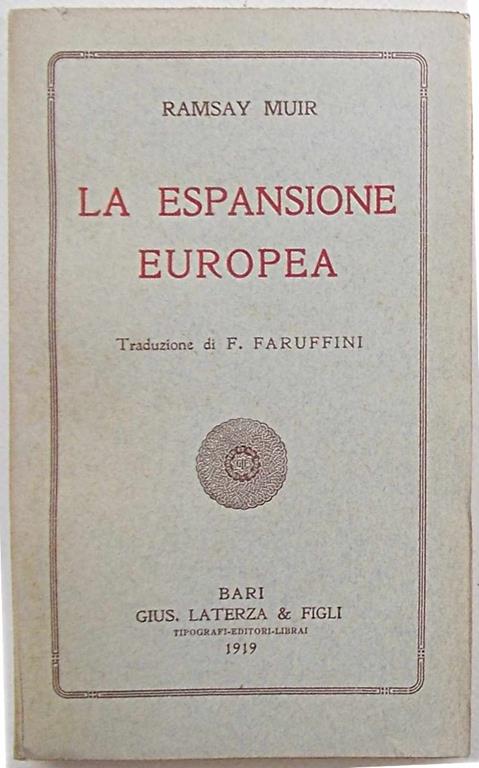 RAMSAY MUIR
LA ESPANSIONE
EUROPEA
Traduzione di F. FARUFFINI
BARI
GIUS. LATERZA & FIGLI
TIPOGRAFI-EDITORI-LIBRAI
1919